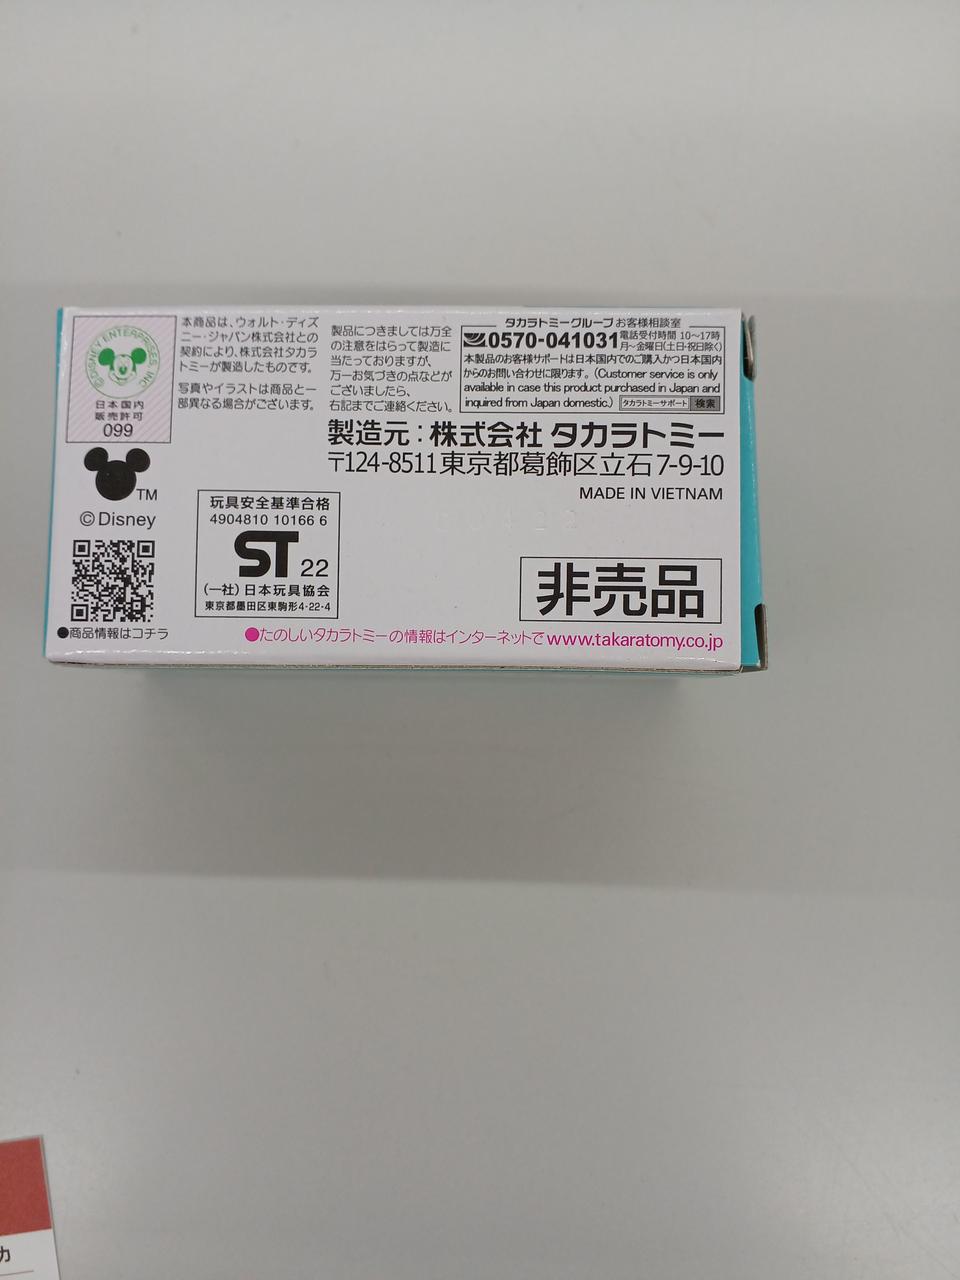 ©DISNEY ENTERPRISES, INC.
日本国内
販売許可
099
TM
©Disney
●商品情報はコチラ
本商品は、ウォルト・ディズ
ニー・ジャパン株式会社との
契約により、株式会社タカラ
トミーが製造したものです。
写真やイラストは商品と一
部異なる場合がございます。
製品につきましては万全
の注意をはらって製造に
当たっておりますが、
万一お気づきの点などが
ございましたら、
右記までご連絡ください。
タカラトミーグループ お客様相談室
0570-041031 電話受付時間 10〜17時
月〜金曜日(土・日・祝日除く)
本製品のお客様サポートは日本国内でのご購入かつ日本国内
からのお問い合わせに限ります。(Customer service is only
available in case this product purchased in Japan and
inquired from Japan domestic.) タカラトミーサポート 検索
製造元：株式会社 タカラトミー
〒124-8511 東京都葛飾区立石 7-9-10
MADE IN VIETNAM
玩具安全基準合格
4904810 10166 6
ST 22
(一社)日本玩具協会
東京都墨田区東駒形4-22-4
非売品
●たのしいタカラトミーの情報はインターネットで www.takaratomy.co.jp
カ